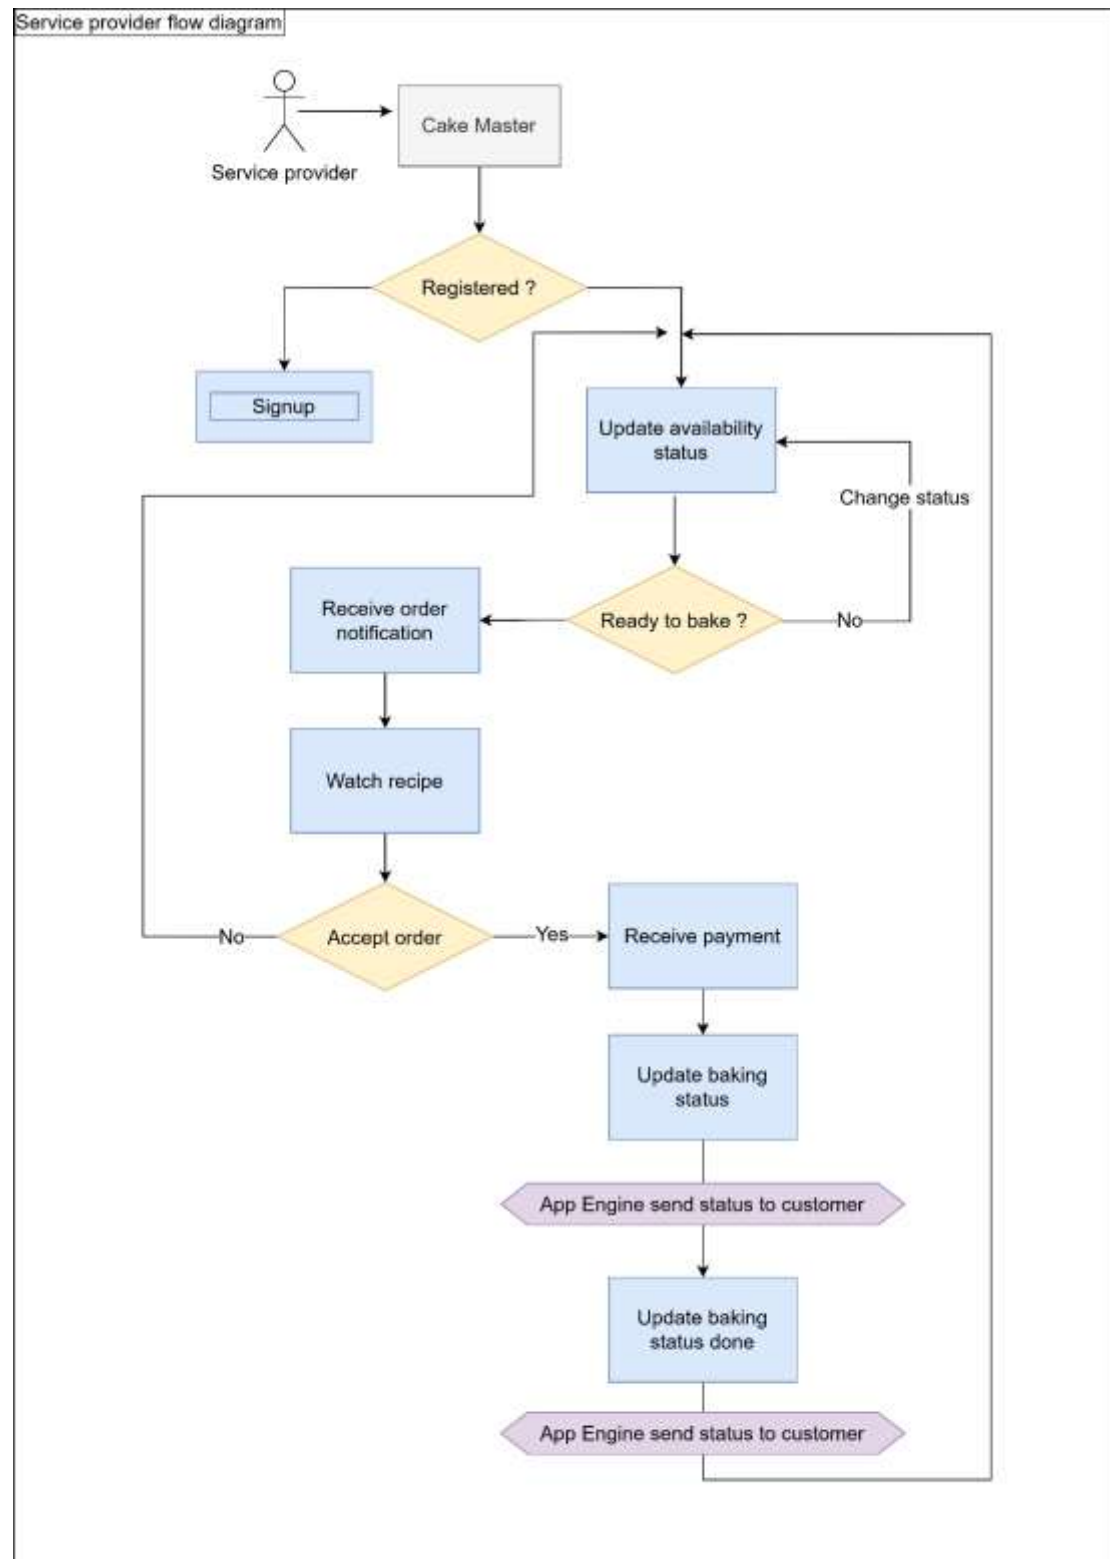 Service provider flow diagram
Cake Master
Service provider
Registered ?
Signup
Update availability
status
Change status
Receive order
notification
Ready to bake ?
No
Watch recipe
No
Accept order
Yes
Receive payment
Update baking
status
App Engine send status to customer
Update baking
status done
App Engine send status to customer